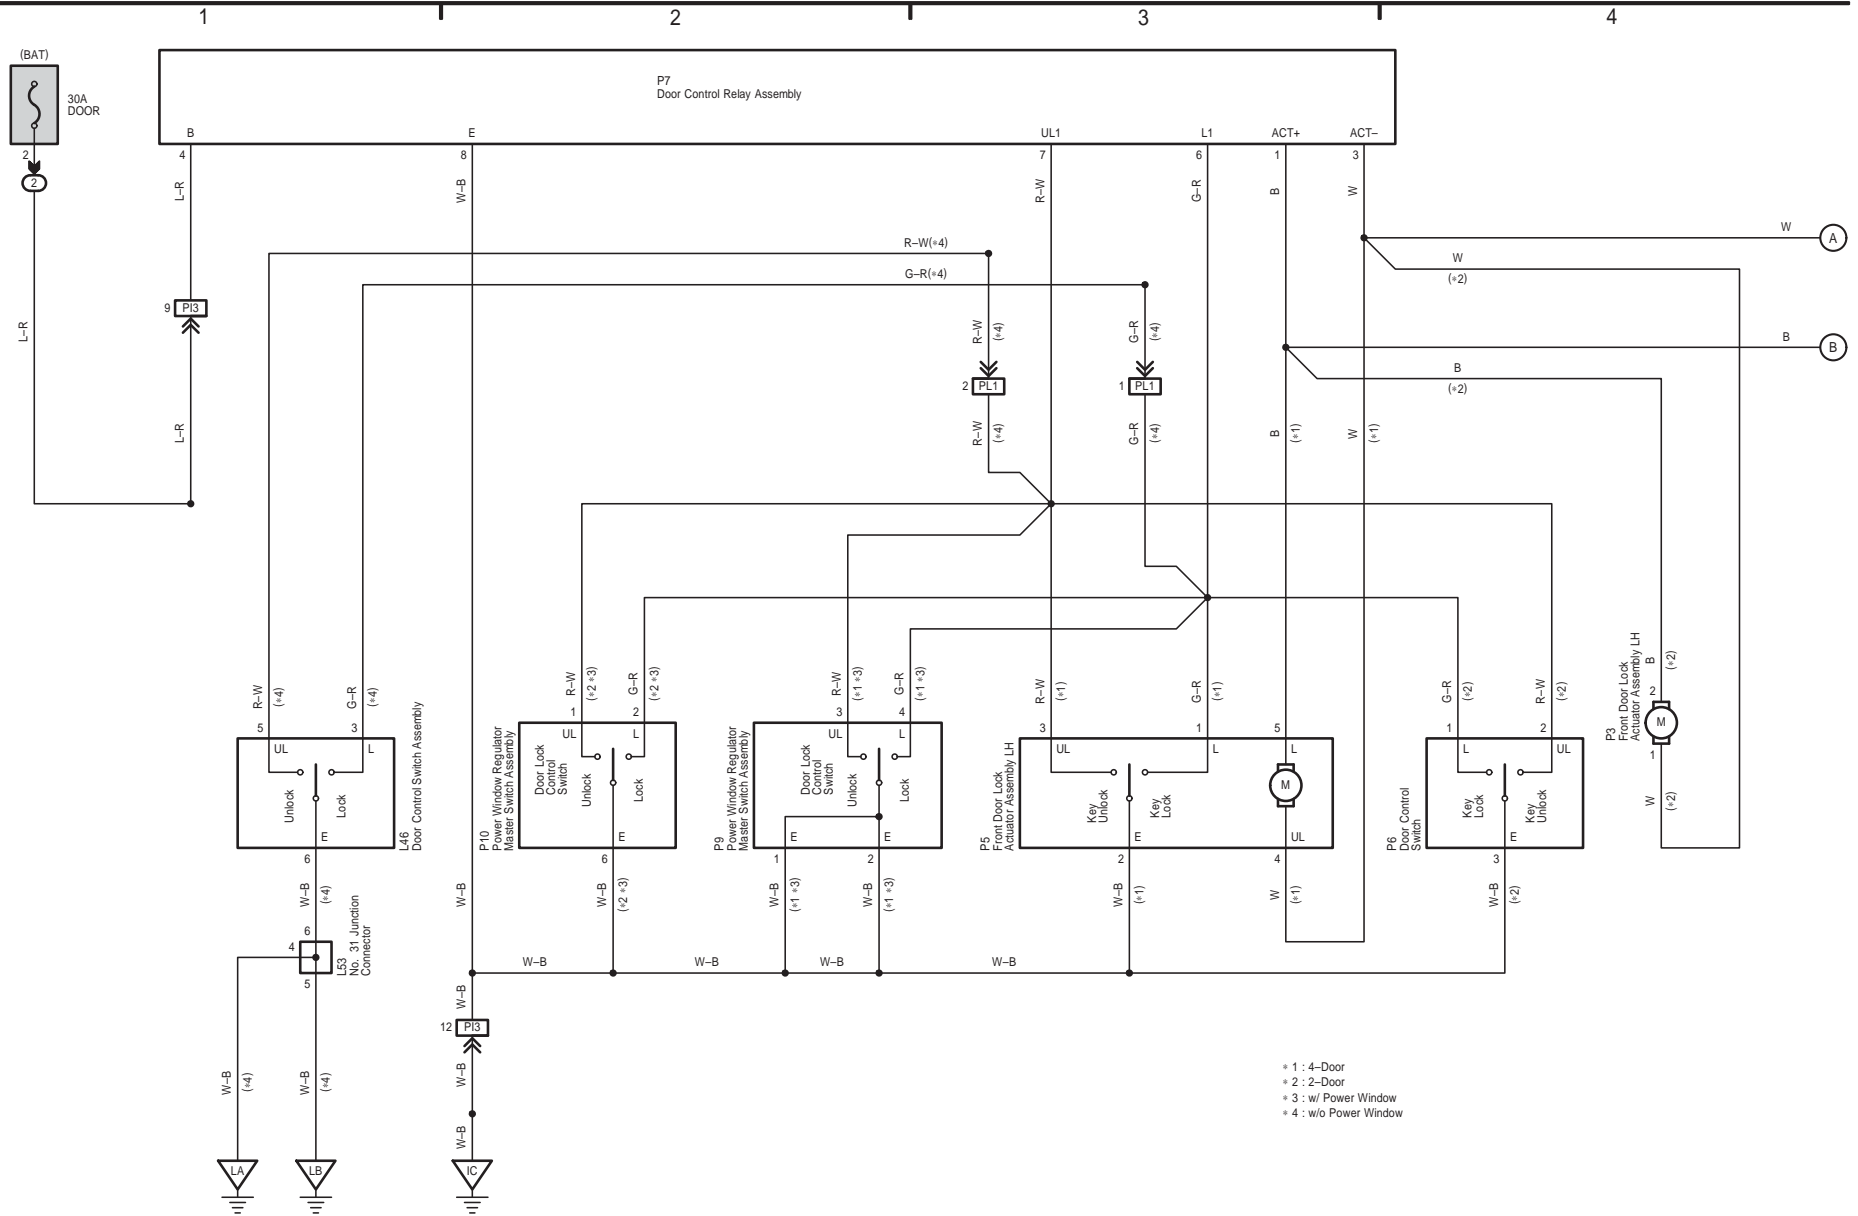 1 2 3 4
(BAT)
30A
DOOR
2
2
P7
Door Control Relay Assembly
B E UL1 L1 ACT+ ACT–
4 8 7 6 1 3
L–R W–B R–W G–R B W
W A
R–W(*4)
W
(*2)
G–R(*4)
9 PI3
L–R
R–W (*4) G–R (*4)
B B
B
(*2)
2 PL1 1 PL1
L–R R–W (*4) G–R (*4) B (*1) W (*1)
R–W (*4) G–R (*4) R–W (*2 *3) G–R (*2 *3) R–W (*1 *3) G–R (*1 *3) R–W (*1) G–R (*1) G–R (*2) R–W (*2) B (*2)
5 3 1 2 3 4 3 1 5 1 2 2
UL L
Unlock Lock
E
6
L46
Door Control Switch Assembly
UL L
Door Lock
Control
Switch
Unlock Lock
E
6
P10
Power Window Regulator
Master Switch Assembly
UL L
Door Lock
Control
Switch
Unlock Lock
E E
1 2
P9
Power Window Regulator
Master Switch Assembly
UL L L
M
Key
Unlock
Key
Lock
E UL
2 4
P5
Front Door Lock
Actuator Assembly LH
L UL
Key
Lock
Key
Unlock
E
3
P6
Door Control
Switch
P3
Front Door Lock
Actuator Assembly LH
M
1
W (*2)
W–B (*4) W–B W–B (*2 *3) W–B (*1 *3) W–B (*1 *3) W–B (*1) W (*1) W–B (*2)
6
4
5
L53
No. 31 Junction
Connector
W–B W–B W–B W–B
W–B
12 PI3
W–B (*4) W–B (*4) W–B
W–B
LA LB IC
* 1 : 4–Door
* 2 : 2–Door
* 3 : w/ Power Window
* 4 : w/o Power Window